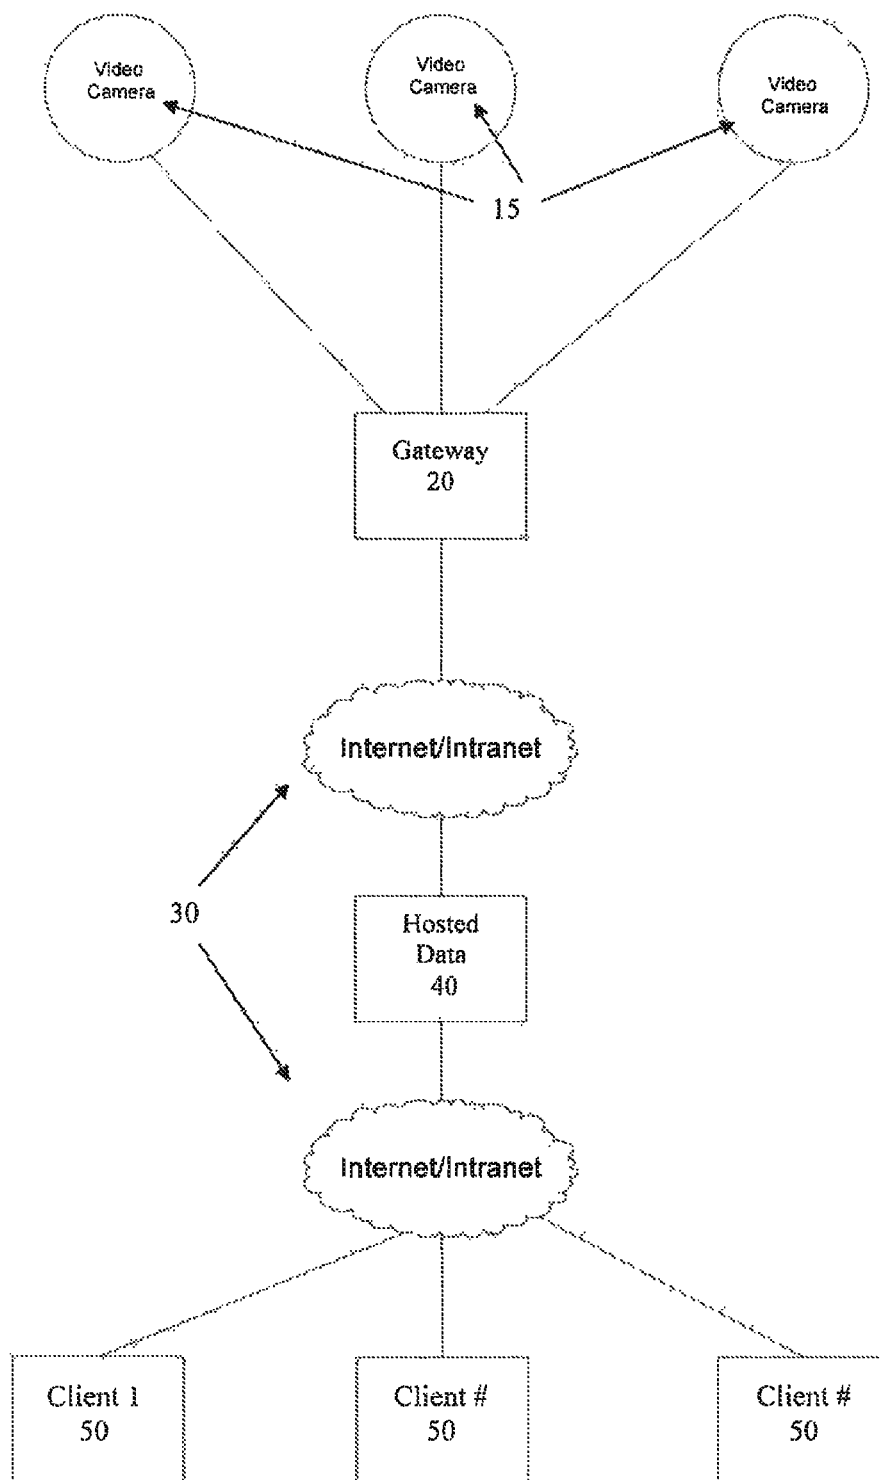 Video
Camera
Video
Camera
Video
Camera
15
Gateway
20
Internet/Intranet
30
Hosted
Data
40
Internet/Intranet
Client 1
50
Client #
50
Client #
50